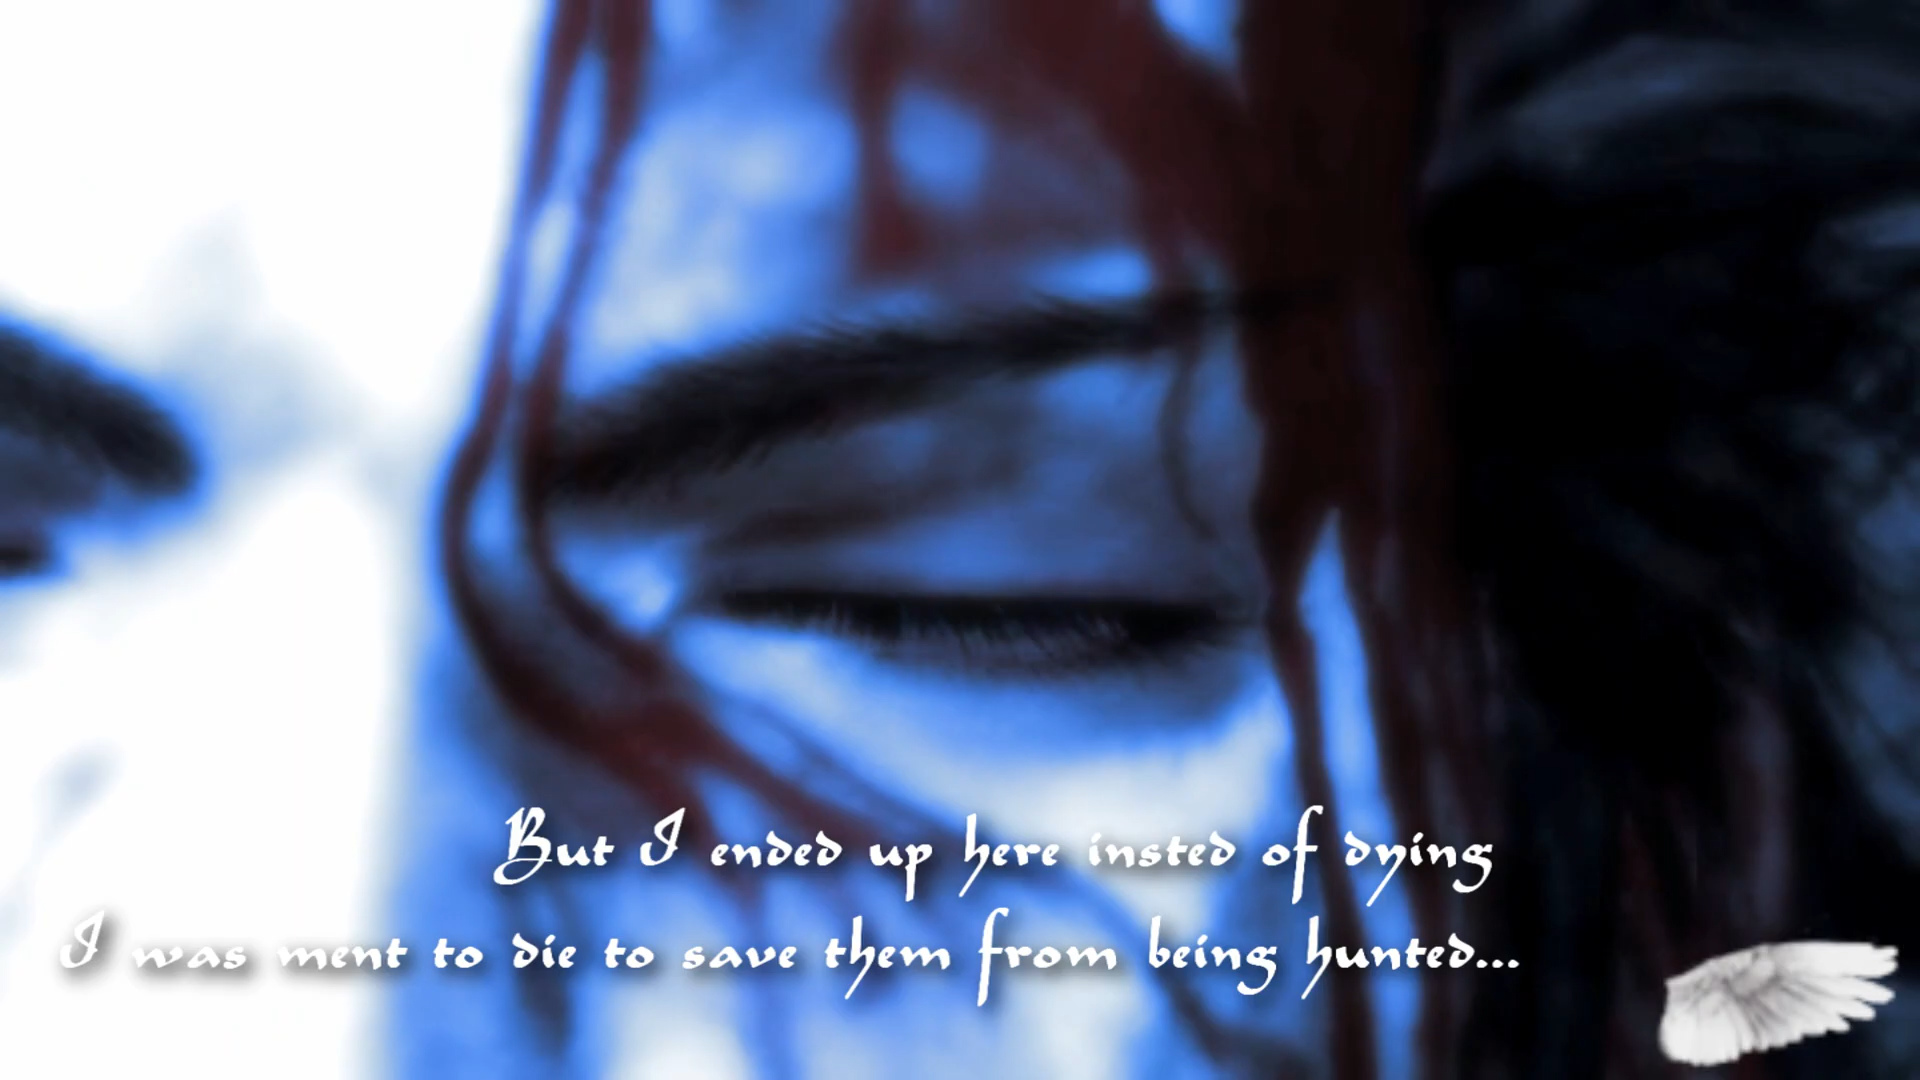 But I ended up here insted of dying
I was ment to die to save them from being hunted...